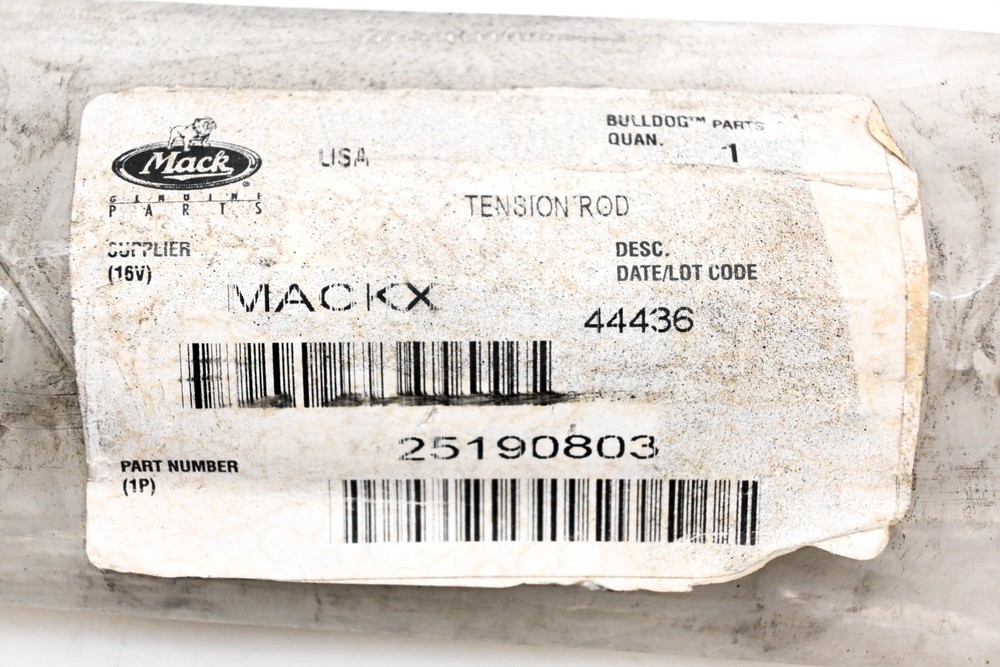 Mack®
GENUINE
PARTS
USA
BULLDOG™ PARTS
QUAN.
1
TENSION ROD
SUPPLIER
(16V)
DESC.
DATE/LOT CODE
MACKX
44436
25190803
PART NUMBER
(1P)